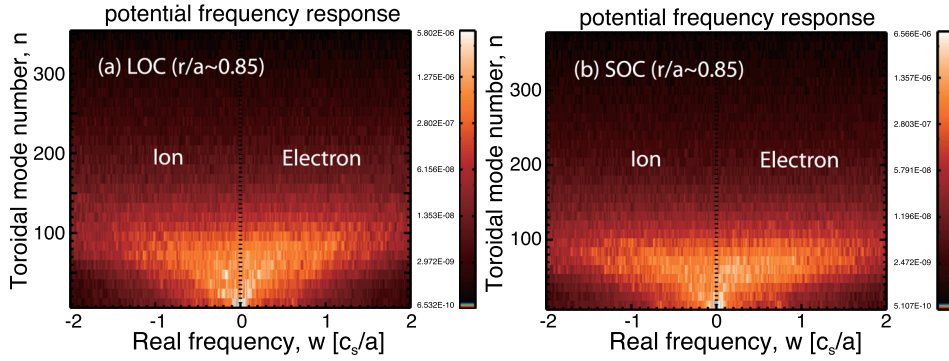 potential frequency response
5.802E-06
1.275E-06
2.802E-07
6.156E-08
1.353E-08
2.972E-09
6.532E-10
(a) LOC (r/a~0.85)
Ion
Electron
Toroidal mode number, n
300
200
100
-2
-1
0
1
2
Real frequency, w [c_s/a]
potential frequency response
6.566E-06
1.357E-06
2.803E-07
5.791E-08
1.196E-08
2.472E-09
5.107E-10
(b) SOC (r/a~0.85)
Ion
Electron
Toroidal mode number, n
300
200
100
-2
-1
0
1
2
Real frequency, w [c_s/a]